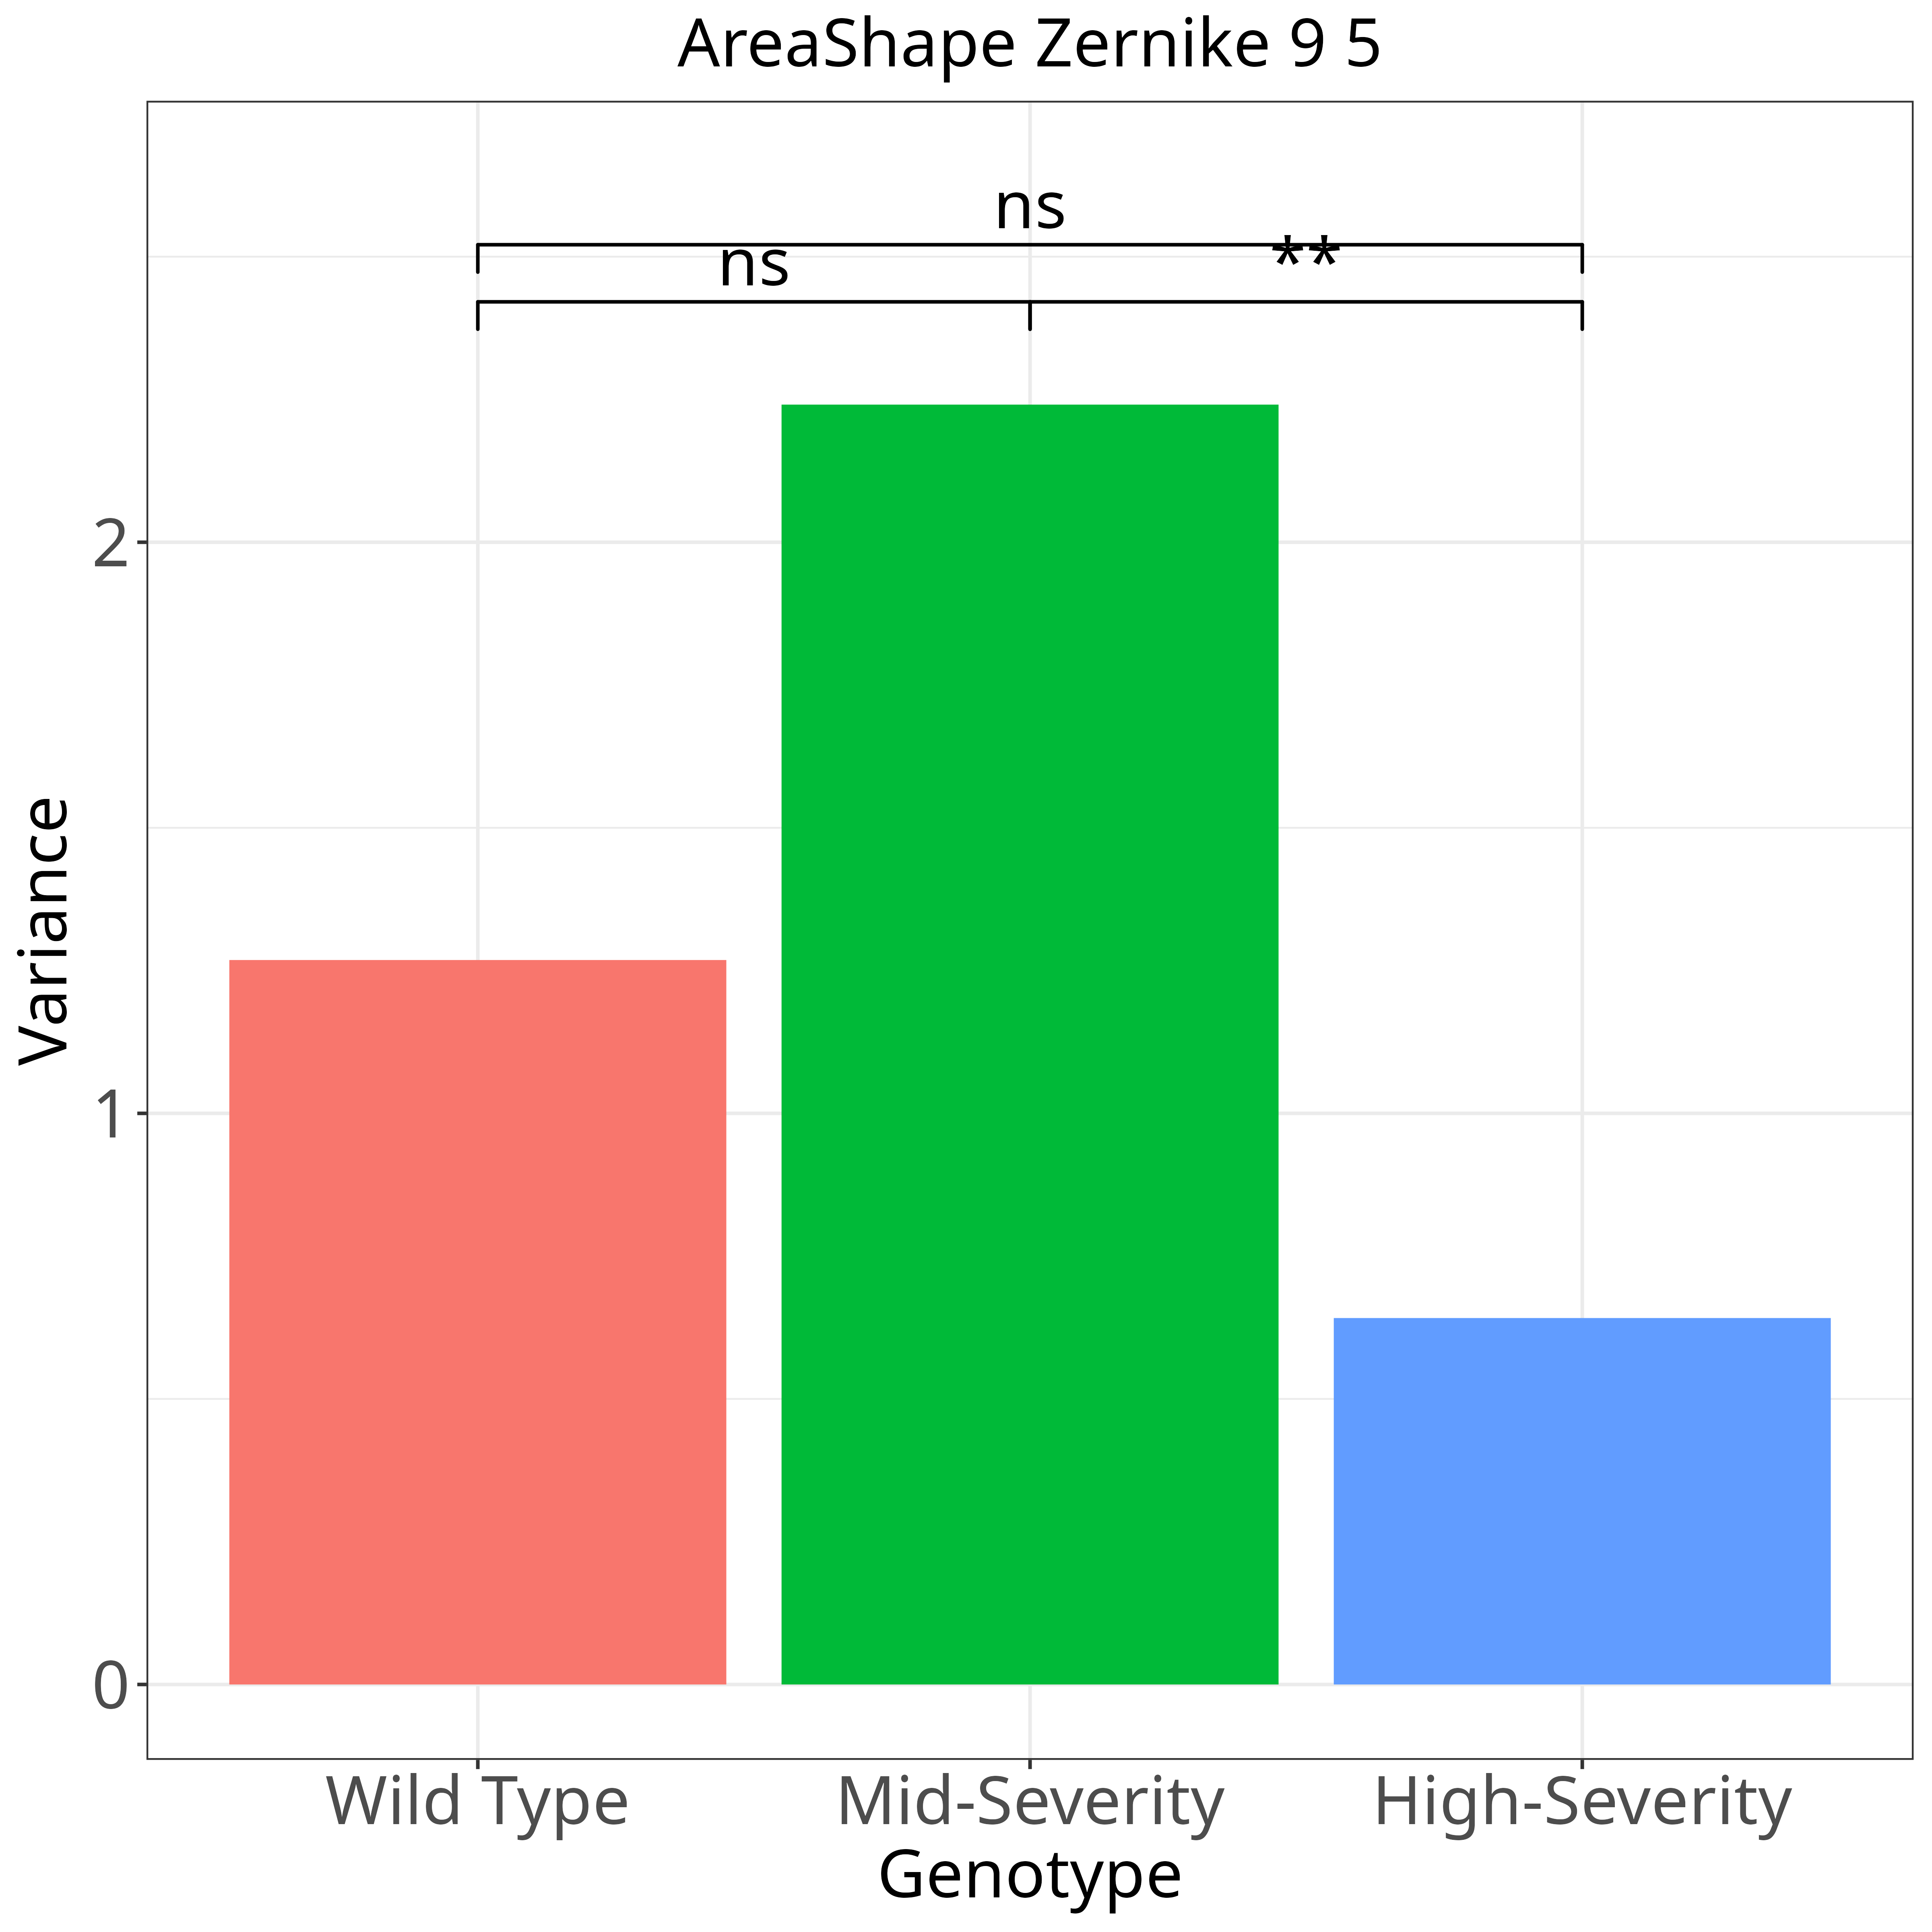 AreaShape Zernike 9 5
ns
ns
**
2
1
0
Variance
Wild Type
Mid-Severity
High-Severity
Genotype